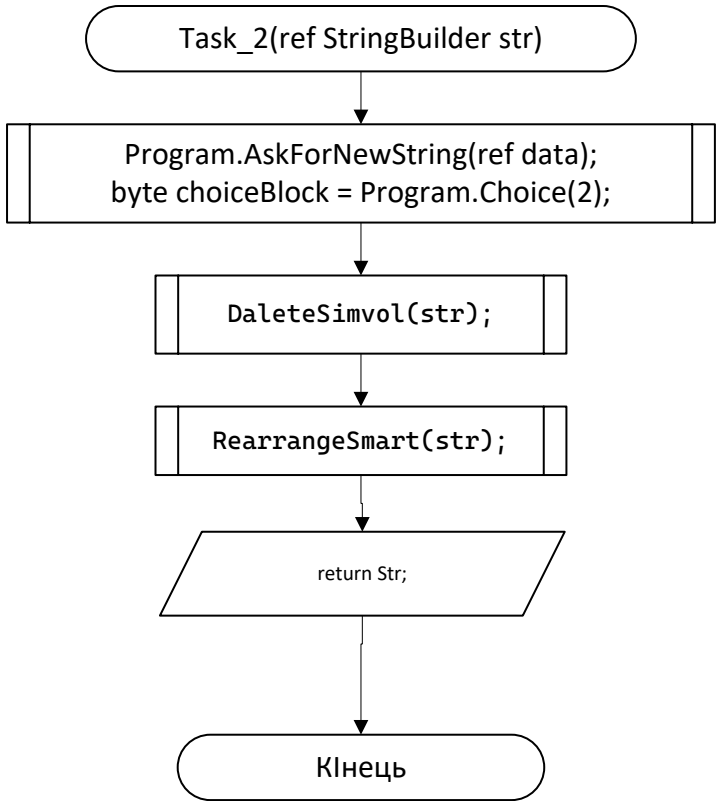 Task_2(ref StringBuilder str)
Program.AskForNewString(ref data);
byte choiceBlock = Program.Choice(2);
DaleteSimvol(str);
RearrangeSmart(str);
return Str;
КІнець